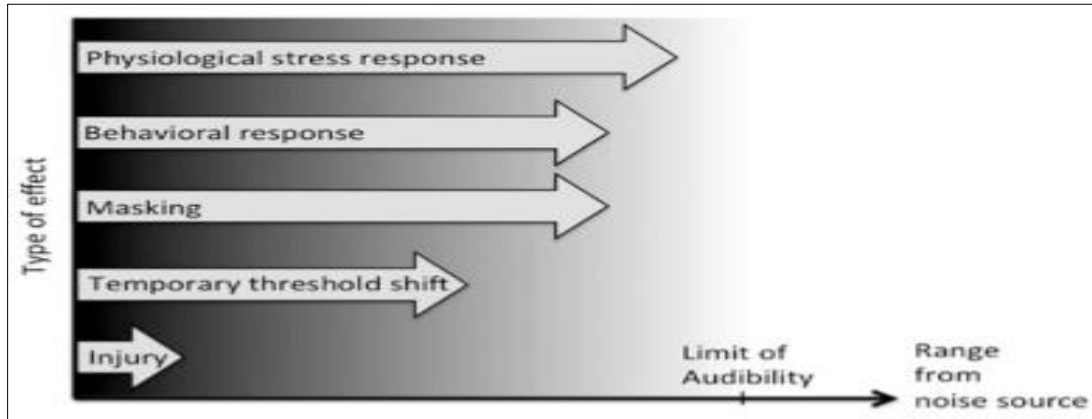 Physiological stress response
Behavioral response
Masking
Temporary threshold shift
Injury
Type of effect
Limit of
Audibility
Range
from
noise source